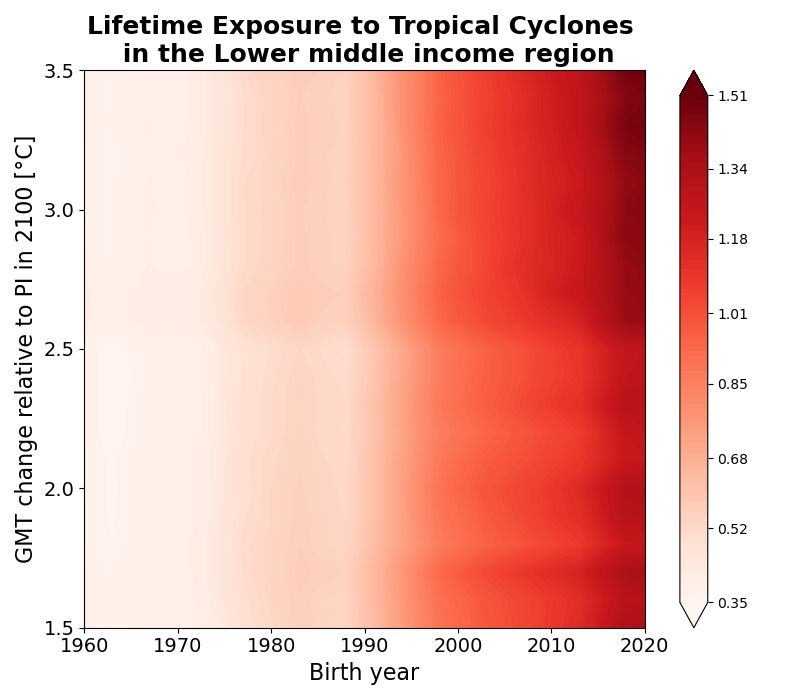 Lifetime Exposure to Tropical Cyclones
in the Lower middle income region
GMT change relative to PI in 2100 [°C]
3.5
3.0
2.5
2.0
1.5
1960 1970 1980 1990 2000 2010 2020
Birth year
1.51
1.34
1.18
1.01
0.85
0.68
0.52
0.35